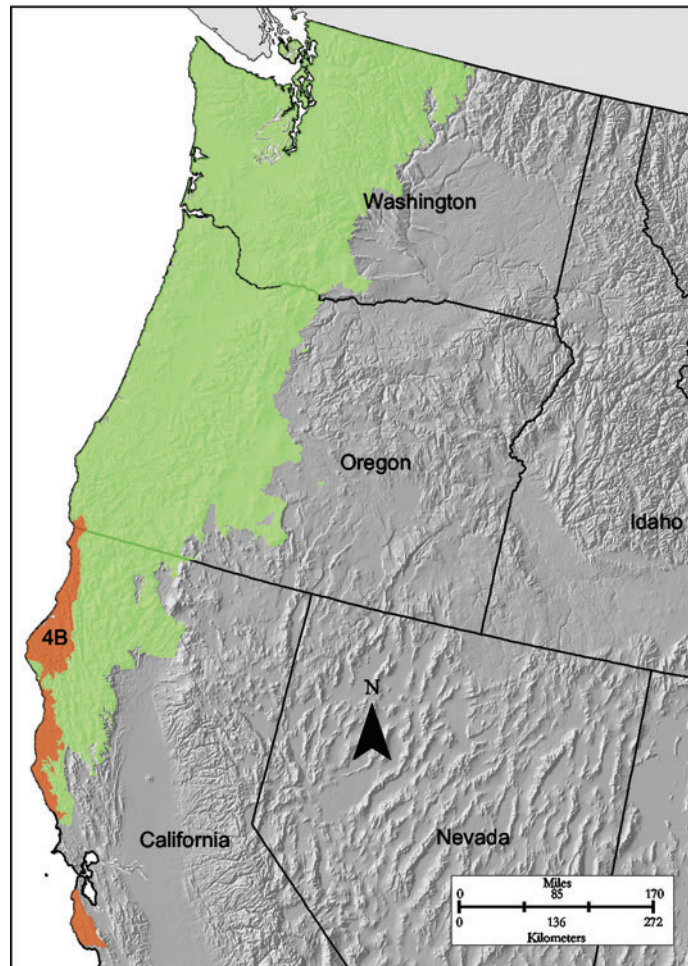 Washington
Oregon
Idaho
4B
N
California
Nevada
Miles
0 85 170
0 136 272
Kilometers